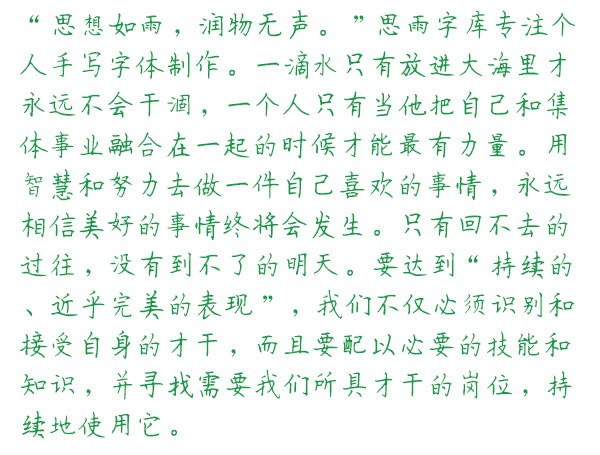 “思想如雨，润物无声。”思雨字库专注个
人手写字体制作。一滴水只有放进大海里才
永远不会干涸，一个人只有当他把自己和集
体事业融合在一起的时候才能最有力量。用
智慧和努力去做一件自己喜欢的事情，永远
相信美好的事情终将会发生。只有回不去的
过往，没有到不了的明天。要达到“持续的
、近乎完美的表现”，我们不仅必须识别和
接受自身的才干，而且要配以必要的技能和
知识，并寻找需要我们所具才干的岗位，持
续地使用它。